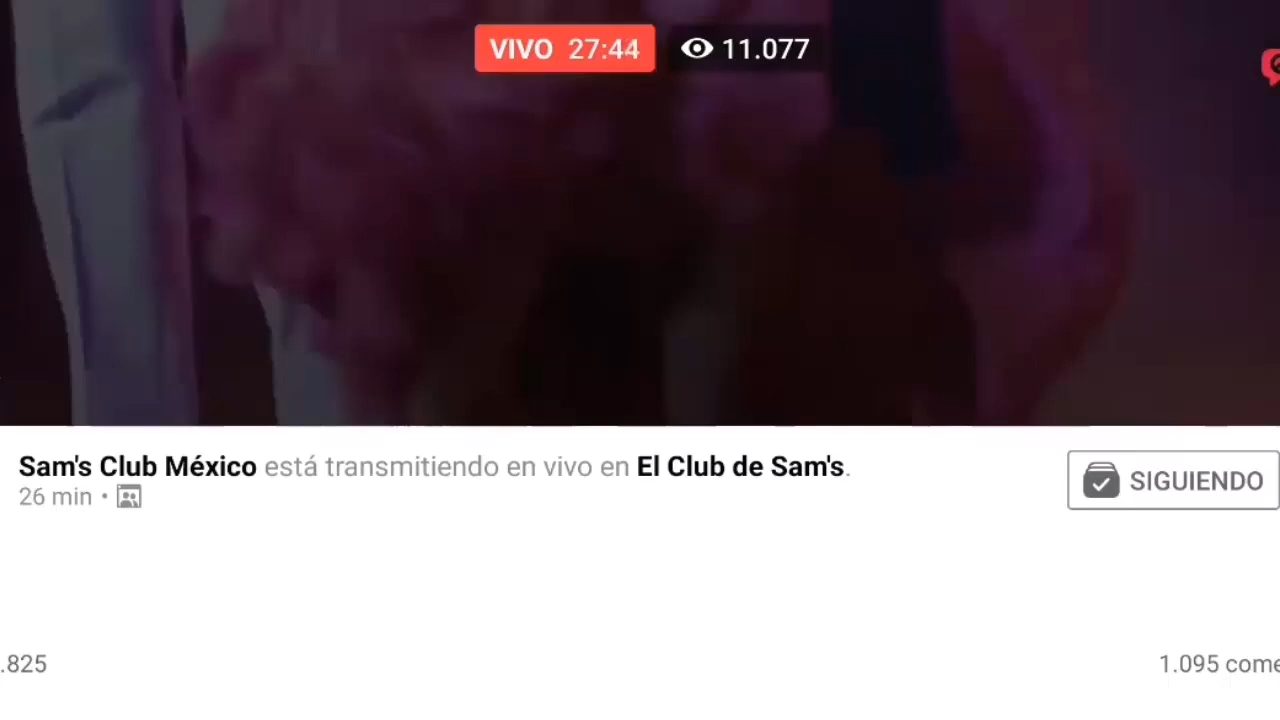 VIVO 27:44 11.077
Sam's Club México está transmitiendo en vivo en El Club de Sam's.
26 min •
SIGUIENDO
.825
1.095 come